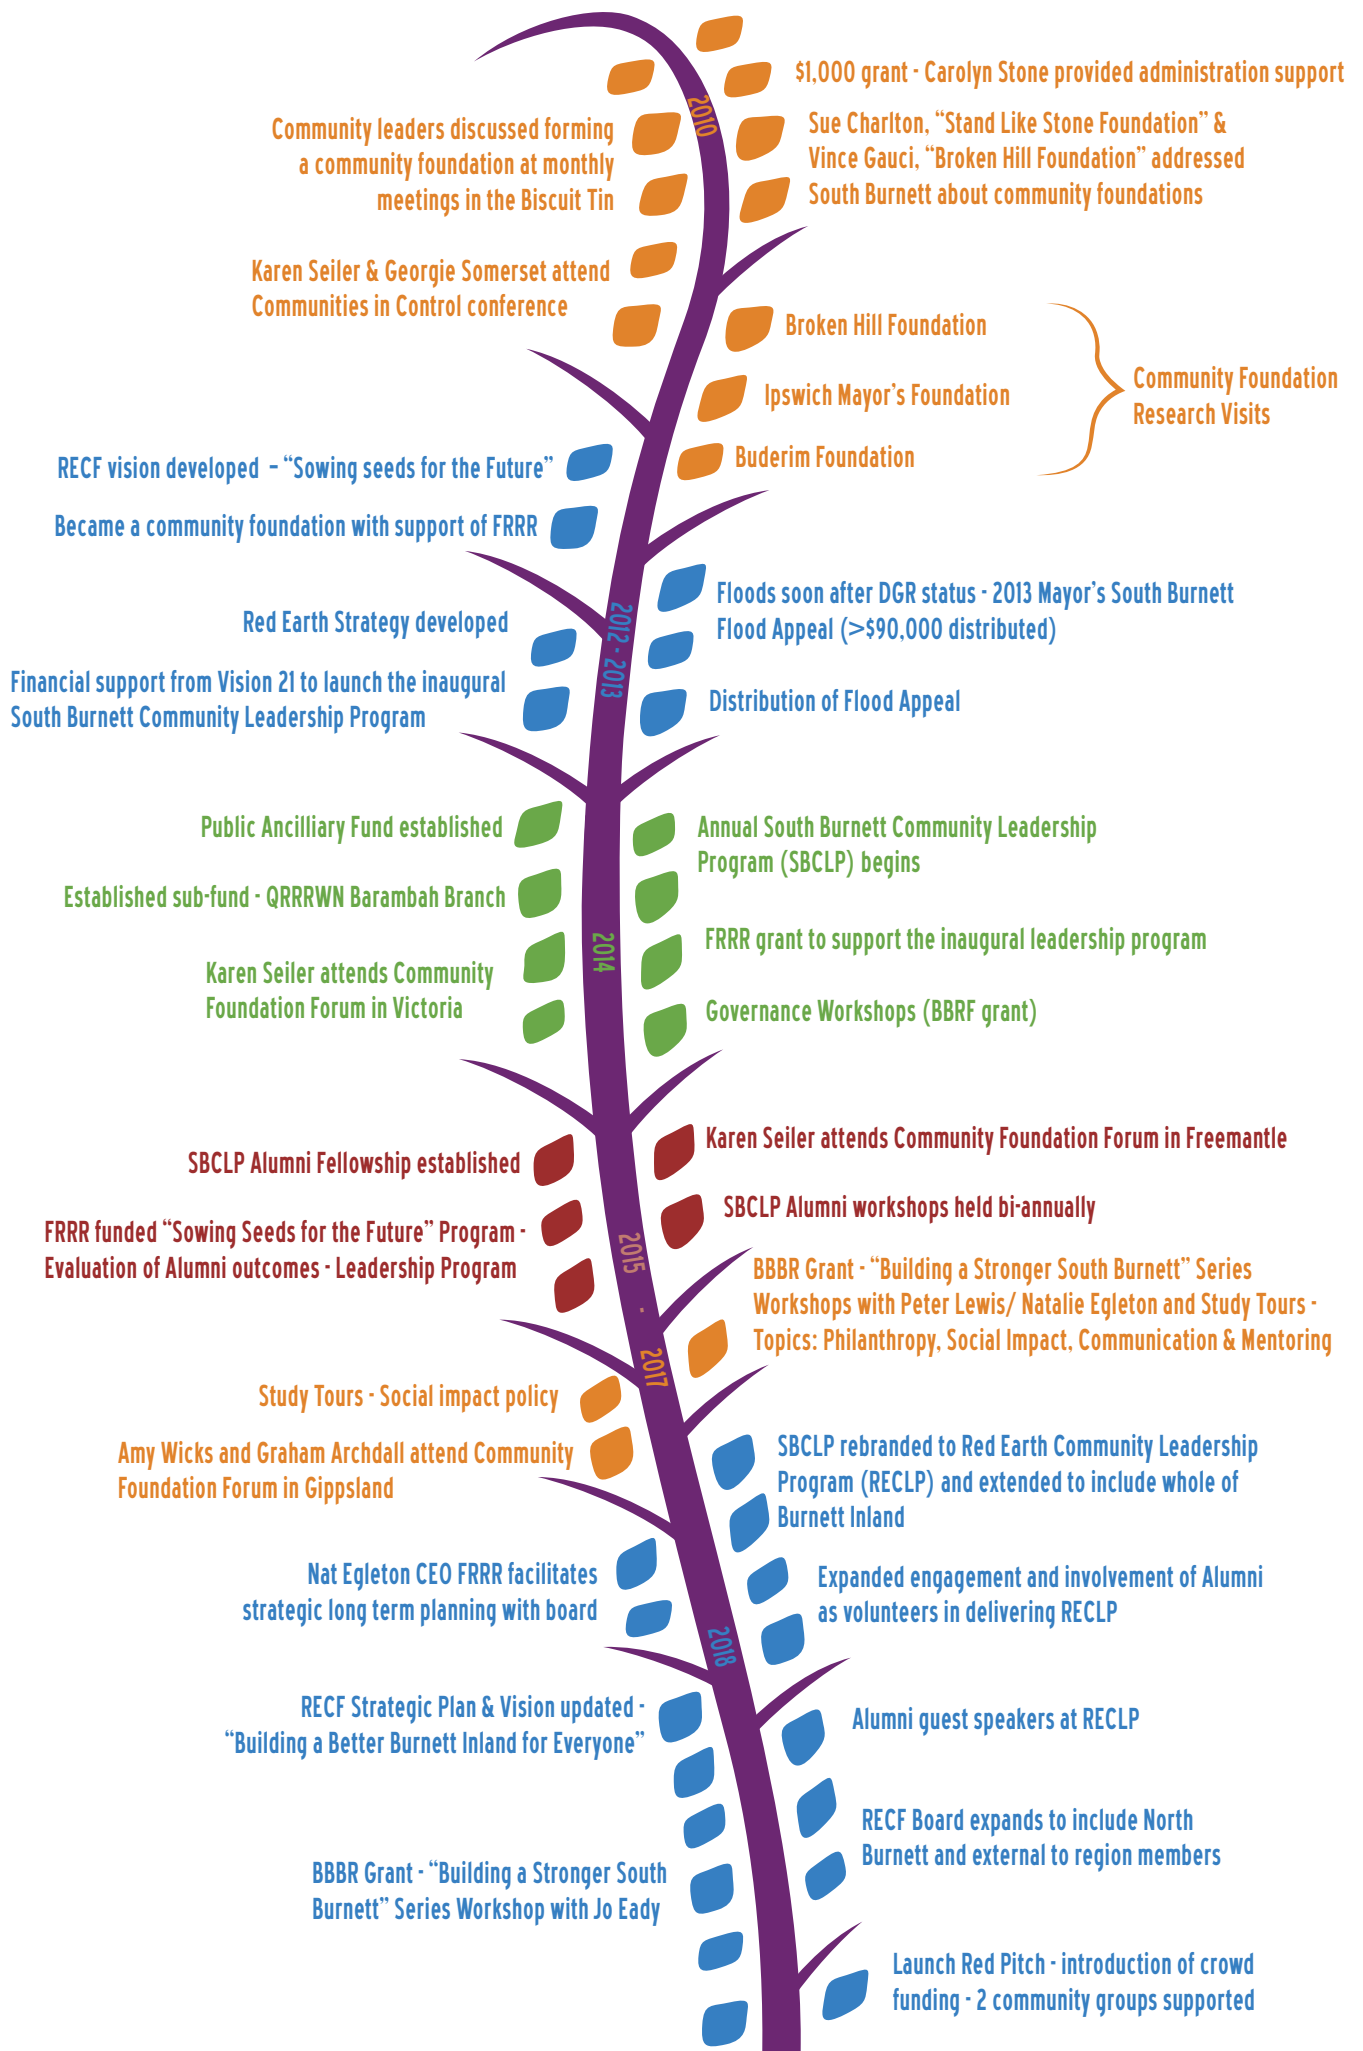 2010
$1,000 grant - Carolyn Stone provided administration support
Community leaders discussed forming
a community foundation at monthly
meetings in the Biscuit Tin
Sue Charlton, “Stand Like Stone Foundation” &
Vince Gauci, “Broken Hill Foundation” addressed
South Burnett about community foundations
Karen Seiler & Georgie Somerset attend
Communities in Control conference
Broken Hill Foundation
Ipswich Mayor’s Foundation
Buderim Foundation
Community Foundation
Research Visits
RECF vision developed – “Sowing seeds for the Future”
Became a community foundation with support of FRRR
2012 - 2013
Floods soon after DGR status - 2013 Mayor’s South Burnett
Flood Appeal (>$90,000 distributed)
Red Earth Strategy developed
Financial support from Vision 21 to launch the inaugural
South Burnett Community Leadership Program
Distribution of Flood Appeal
Public Ancilliary Fund established
Annual South Burnett Community Leadership
Program (SBCLP) begins
Established sub-fund - QRRRWN Barambah Branch
2014
FRRR grant to support the inaugural leadership program
Karen Seiler attends Community
Foundation Forum in Victoria
Governance Workshops (BBRF grant)
Karen Seiler attends Community Foundation Forum in Freemantle
SBCLP Alumni Fellowship established
SBCLP Alumni workshops held bi-annually
FRRR funded “Sowing Seeds for the Future” Program -
Evaluation of Alumni outcomes - Leadership Program
2015 - 2017
BBBR Grant - “Building a Stronger South Burnett” Series
Workshops with Peter Lewis/ Natalie Egleton and Study Tours -
Topics: Philanthropy, Social Impact, Communication & Mentoring
Study Tours - Social impact policy
Amy Wicks and Graham Archdall attend Community
Foundation Forum in Gippsland
SBCLP rebranded to Red Earth Community Leadership
Program (RECLP) and extended to include whole of
Burnett Inland
Nat Egleton CEO FRRR facilitates
strategic long term planning with board
Expanded engagement and involvement of Alumni
as volunteers in delivering RECLP
2018
RECF Strategic Plan & Vision updated -
“Building a Better Burnett Inland for Everyone”
Alumni guest speakers at RECLP
RECF Board expands to include North
Burnett and external to region members
BBBR Grant - “Building a Stronger South
Burnett” Series Workshop with Jo Eady
Launch Red Pitch - introduction of crowd
funding - 2 community groups supported